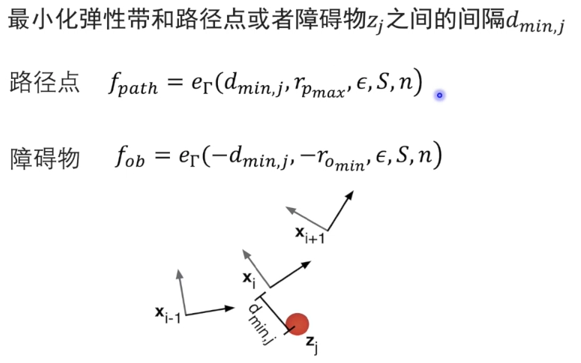 最小化弹性带和路径点或者障碍物z_j之间的间隔d_{min,j}
路径点 f_{path} = e_Γ(d_{min,j}, r_{p_{max}}, ϵ, S, n)
障碍物 f_{ob} = e_Γ(−d_{min,j}, −r_{o_{min}}, ϵ, S, n)
x_{i+1}
x_i
x_{i-1}
d_{min,j}
z_j